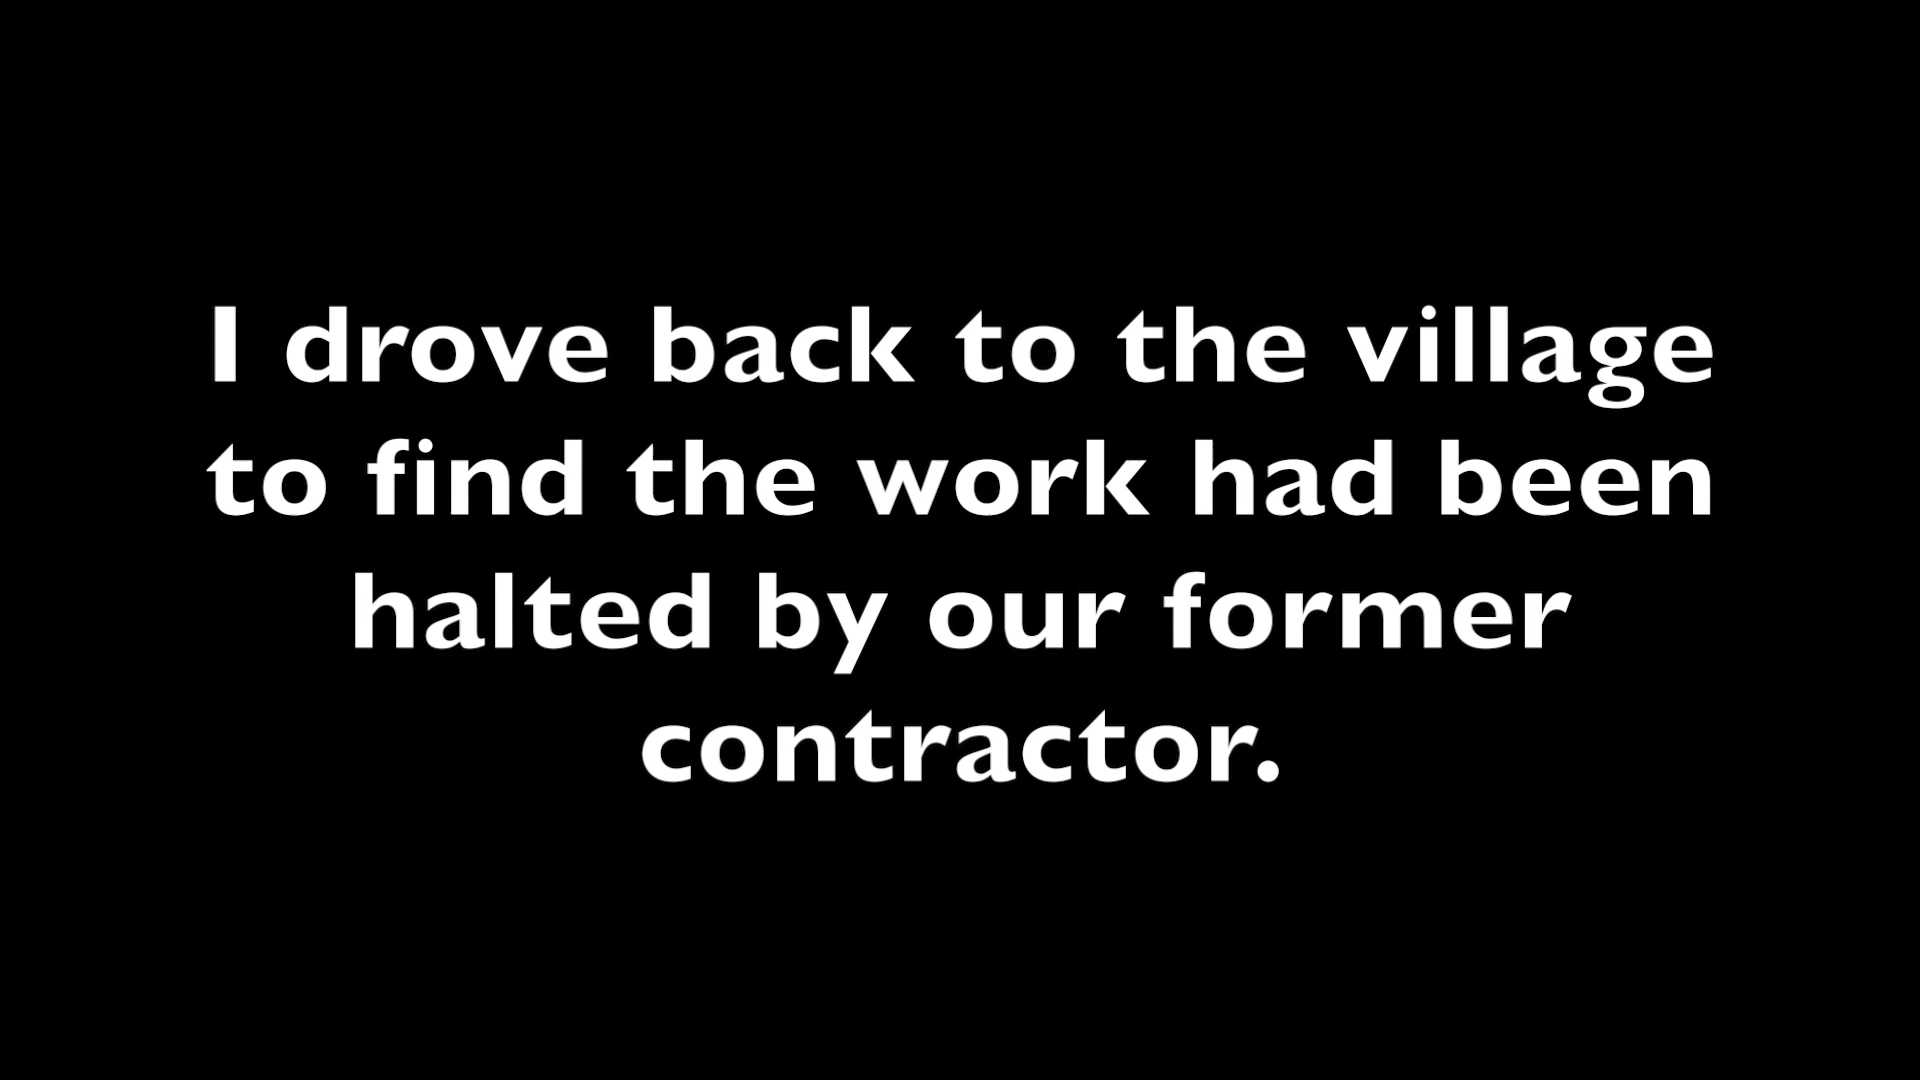 I drove back to the village
to find the work had been
halted by our former
contractor.